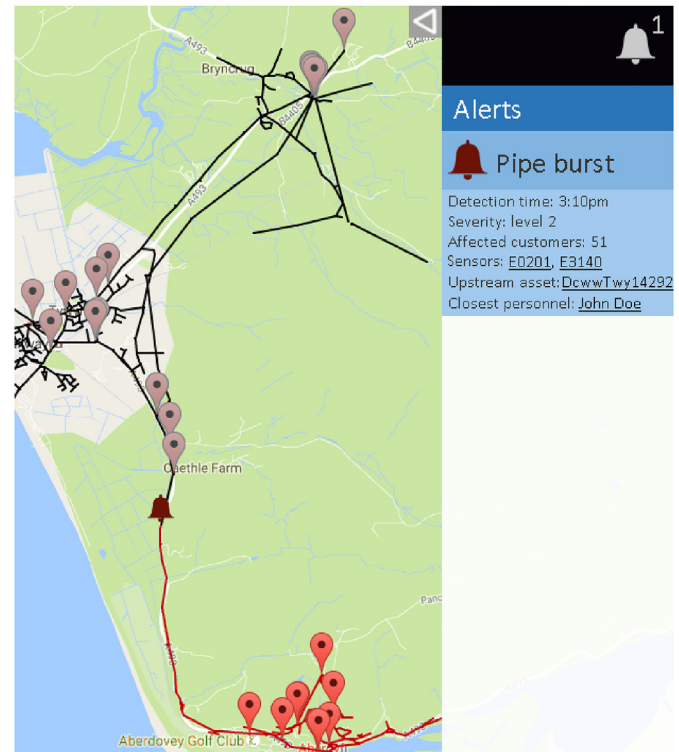 1
Alerts
Pipe burst
Detection time: 3:10pm
Severity: level 2
Affected customers: 51
Sensors: E0201, E3140
Upstream asset: DcwwTwy14292
Closest personnel: John Doe
A493
Bryncrug
B4405
A493
Caethle Farm
A493
Aberdovey Golf Club